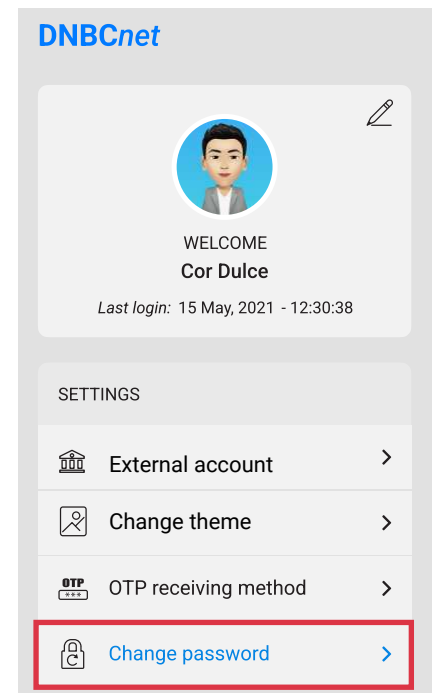 DNBCnet
WELCOME
Cor Dulce
Last login: 15 May, 2021 - 12:30:38
SETTINGS
External account
Change theme
OTP
***
OTP receiving method
Change password